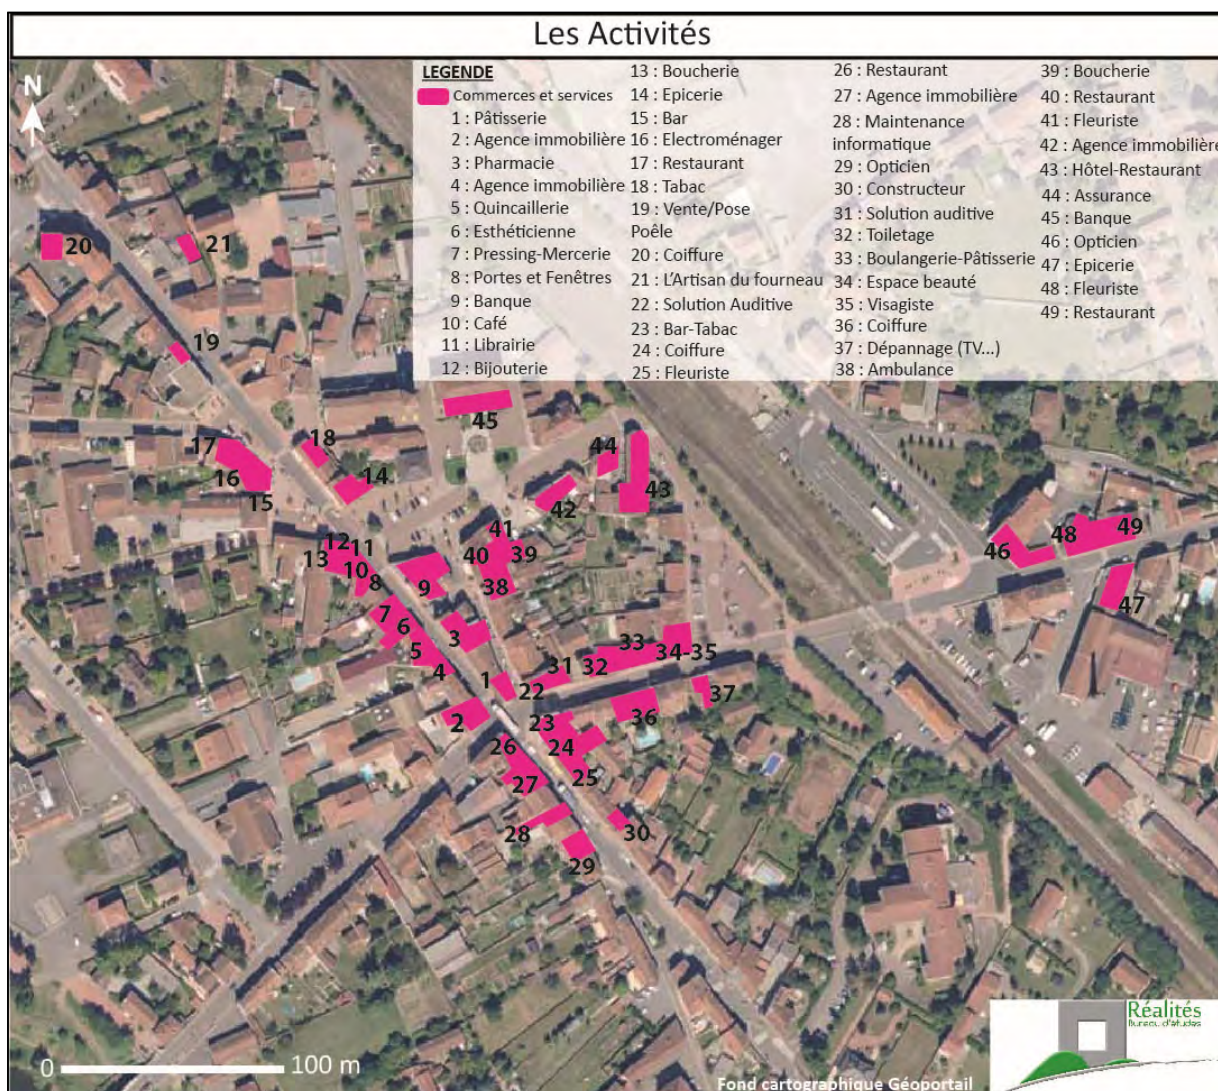 Les Activités
N
LEGENDE
Commerces et services
1 : Pâtisserie
2 : Agence immobilière
3 : Pharmacie
4 : Agence immobilière
5 : Quincaillerie
6 : Esthéticienne
7 : Pressing-Mercerie
8 : Portes et Fenêtres
9 : Banque
10 : Café
11 : Librairie
12 : Bijouterie
13 : Boucherie
14 : Epicerie
15 : Bar
16 : Electroménager
17 : Restaurant
18 : Tabac
19 : Vente/Pose
Poêle
20 : Coiffure
21 : L'Artisan du fourneau
22 : Solution Auditive
23 : Bar-Tabac
24 : Coiffure
25 : Fleuriste
26 : Restaurant
27 : Agence immobilière
28 : Maintenance
informatique
29 : Opticien
30 : Constructeur
31 : Solution auditive
32 : Toiletage
33 : Boulangerie-Pâtisserie
34 : Espace beauté
35 : Visagiste
36 : Coiffure
37 : Dépannage (TV...)
38 : Ambulance
39 : Boucherie
40 : Restaurant
41 : Fleuriste
42 : Agence immobilière
43 : Hôtel-Restaurant
44 : Assurance
45 : Banque
46 : Opticien
47 : Epicerie
48 : Fleuriste
49 : Restaurant
20
21
19
45
17
18
44
16
14
43
15
42
41
49
48
46
12
11
40
39
13
10
8
9
38
47
7
6
3
33
5
32
34-35
4
31
1
22
37
2
23
36
26
24
27
25
28
30
29
0
100 m
Réalités
Bureau d'études
Fond cartographique Géoportail